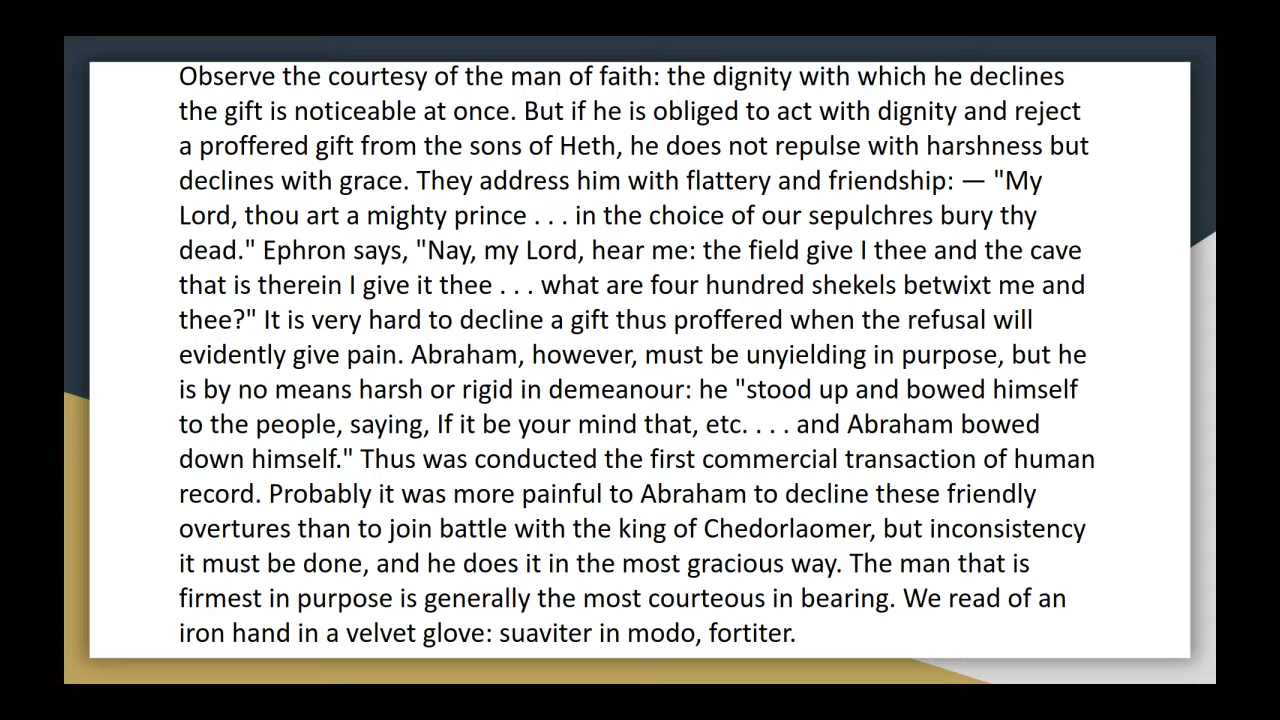 Observe the courtesy of the man of faith: the dignity with which he declines
the gift is noticeable at once. But if he is obliged to act with dignity and reject
a proffered gift from the sons of Heth, he does not repulse with harshness but
declines with grace. They address him with flattery and friendship: — "My
Lord, thou art a mighty prince . . . in the choice of our sepulchres bury thy
dead." Ephron says, "Nay, my Lord, hear me: the field give I thee and the cave
that is therein I give it thee . . . what are four hundred shekels betwixt me and
thee?" It is very hard to decline a gift thus proffered when the refusal will
evidently give pain. Abraham, however, must be unyielding in purpose, but he
is by no means harsh or rigid in demeanour: he "stood up and bowed himself
to the people, saying, If it be your mind that, etc. . . . and Abraham bowed
down himself." Thus was conducted the first commercial transaction of human
record. Probably it was more painful to Abraham to decline these friendly
overtures than to join battle with the king of Chedorlaomer, but inconsistency
it must be done, and he does it in the most gracious way. The man that is
firmest in purpose is generally the most courteous in bearing. We read of an
iron hand in a velvet glove: suaviter in modo, fortiter.